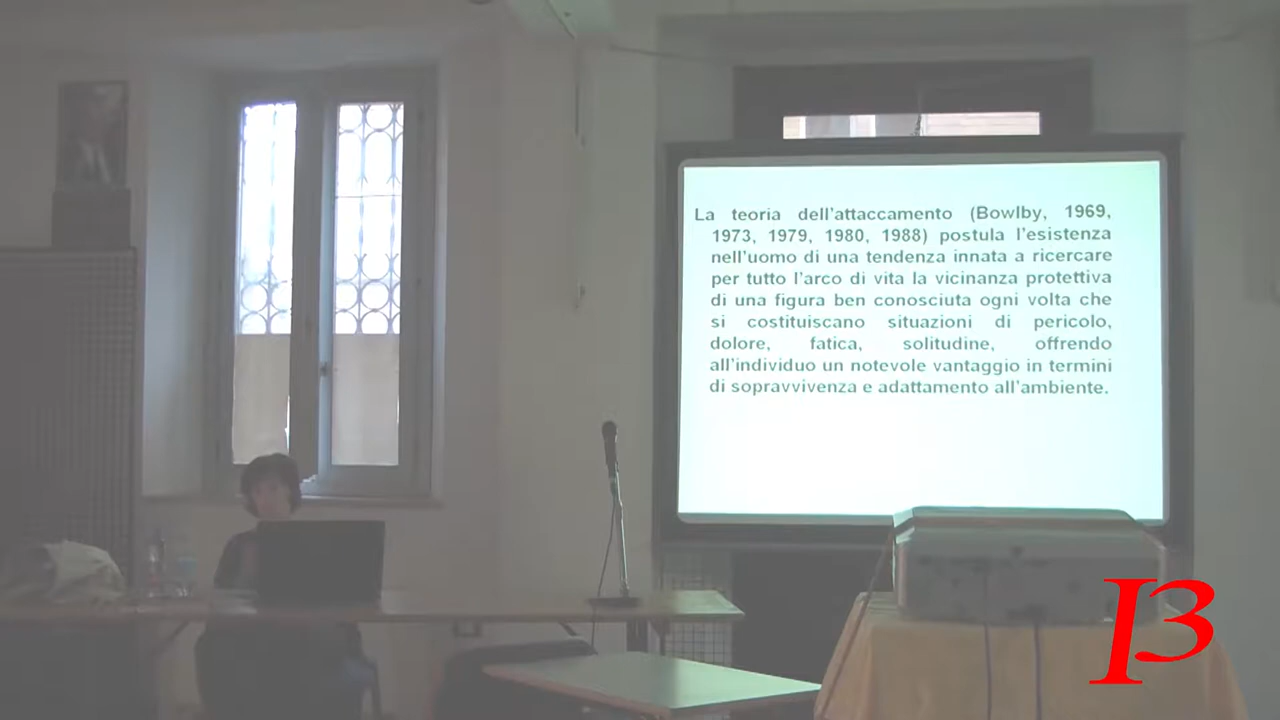 La teoria dell'attaccamento (Bowlby, 1969,
1973, 1979, 1980, 1988) postula l'esistenza
nell'uomo di una tendenza innata a ricercare
per tutto l'arco di vita la vicinanza protettiva
di una figura ben conosciuta ogni volta che
si costituiscano situazioni di pericolo,
dolore, fatica, solitudine, offrendo
all'individuo un notevole vantaggio in termini
di sopravvivenza e adattamento all'ambiente.